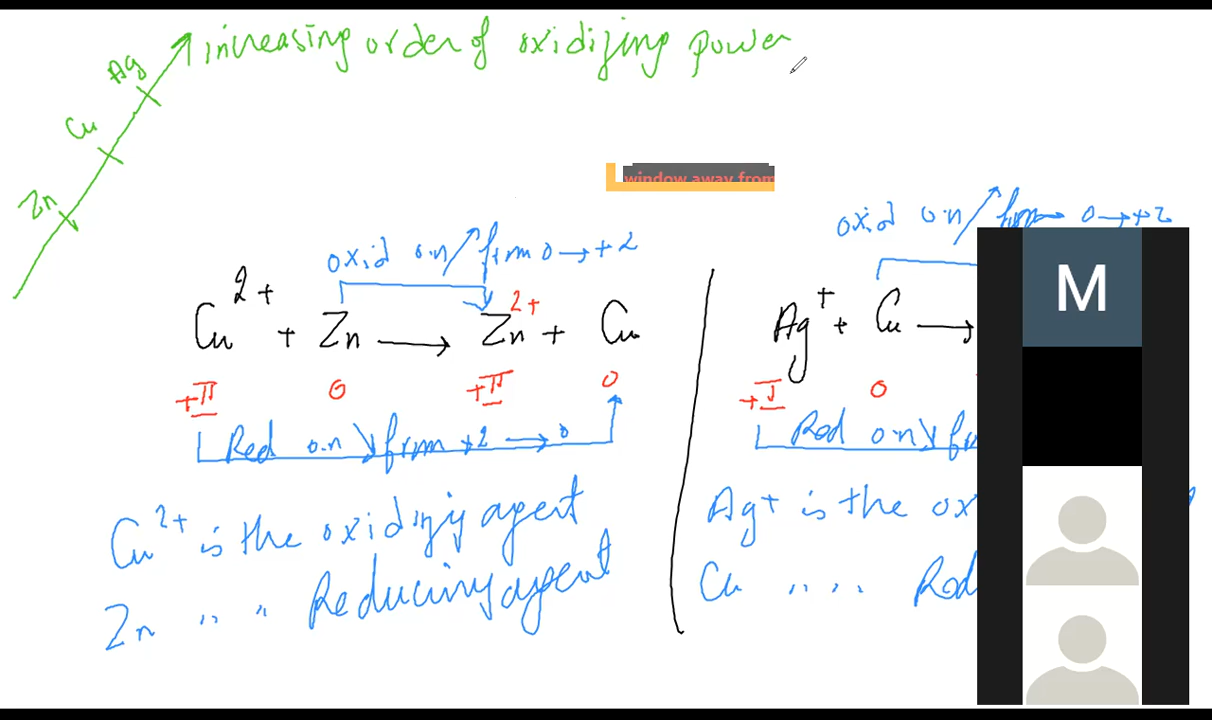 increasing order of oxidizing power
Ag
Cu
Zn
window away from
oxid o.n ↗ from 0 → +2
oxid o.n ↗ from 0 → +2
Cu²⁺ + Zn → Zn²⁺ + Cu
Ag⁺ + Cu →
+II 0 +II 0
+I 0
Red o.n ↘ from +2 → 0
Red o.n ↘
Cu²⁺ is the oxidizing agent
Zn " " Reducing agent
Ag⁺ is the ox
Cu " " Red
M